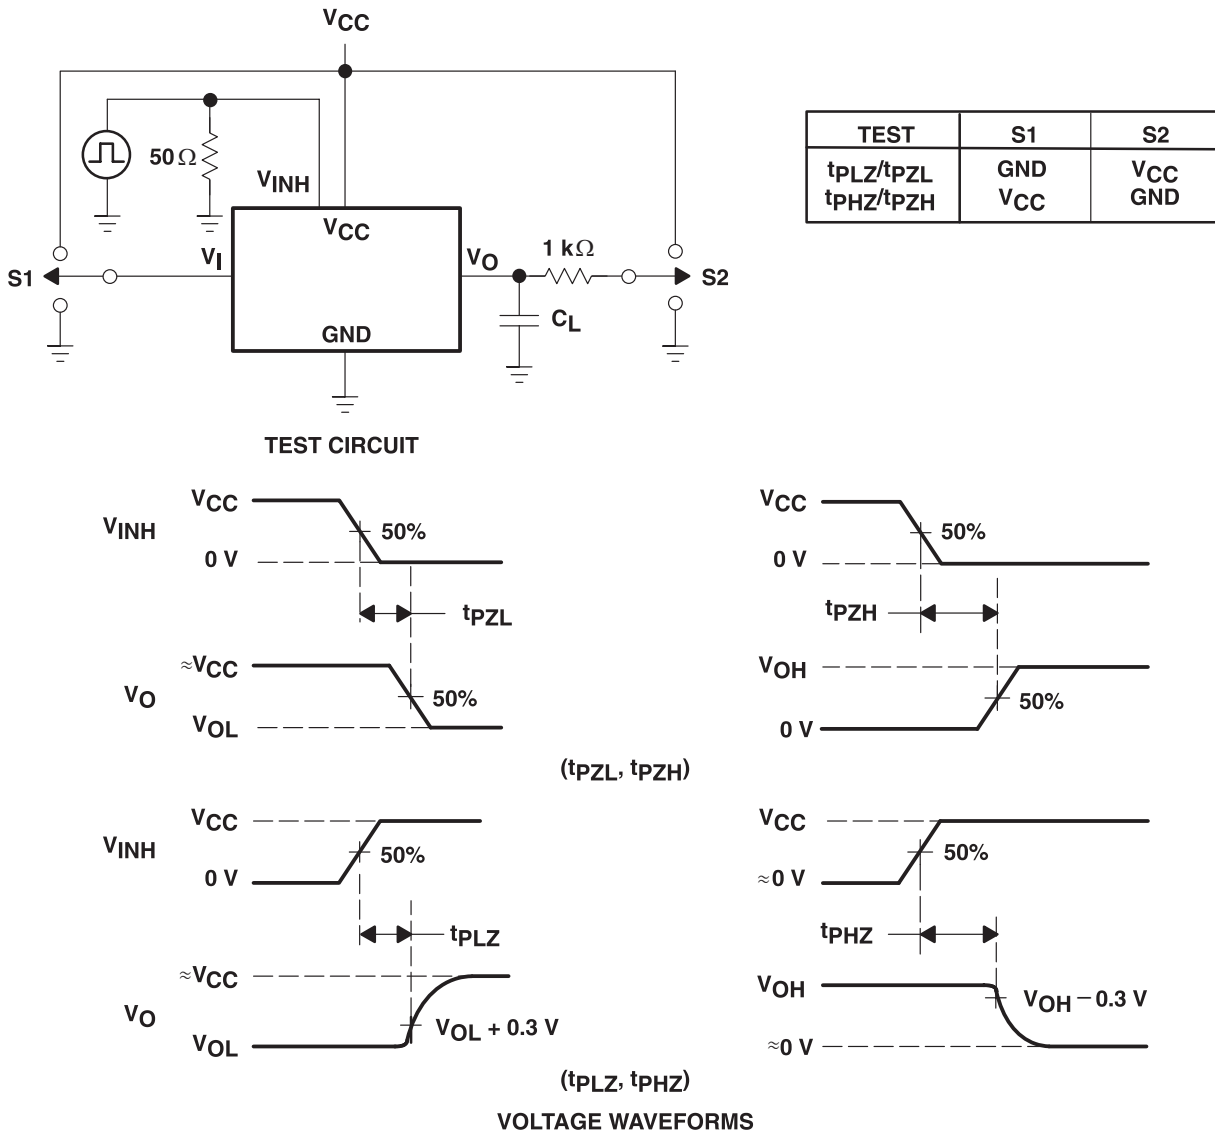 VCC
50 Ω
VINH
VCC
VI
VO
1 kΩ
S1
S2
CL
GND
TEST CIRCUIT
TEST S1 S2
tPLZ/tPZL GND VCC
tPHZ/tPZH VCC GND
VINH
VCC
50%
0 V
tPZL
VO
≈VCC
50%
VOL
VCC
50%
0 V
tPZH
VOH
50%
0 V
(tPZL, tPZH)
VINH
VCC
50%
0 V
tPLZ
VO
≈VCC
VOL + 0.3 V
VOL
VCC
50%
≈0 V
tPHZ
VOH
VOH – 0.3 V
≈0 V
(tPLZ, tPHZ)
VOLTAGE WAVEFORMS